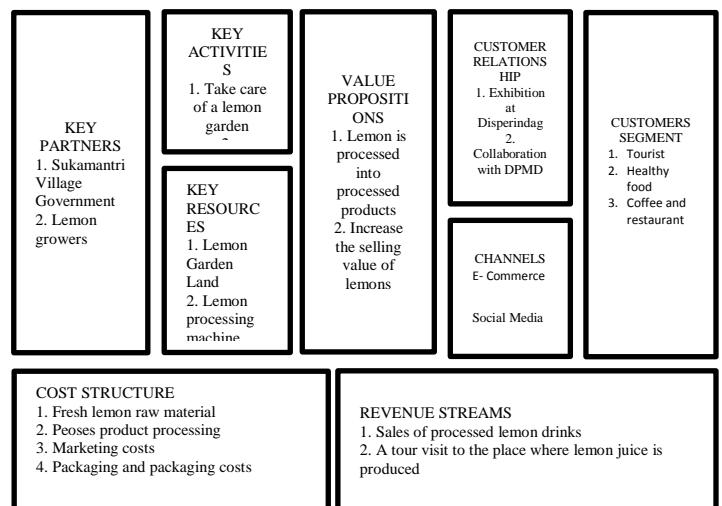 KEY
PARTNERS
1. Sukamantri
Village
Government
2. Lemon
growers
KEY
ACTIVITIE
S
1. Take care
of a lemon
garden
KEY
RESOURC
ES
1. Lemon
Garden
Land
2. Lemon
processing
machine
VALUE
PROPOSITI
ONS
1. Lemon is
processed
into
processed
products
2. Increase
the selling
value of
lemons
CUSTOMER
RELATIONS
HIP
1. Exhibition
at
Disperindag
2.
Collaboration
with DPMD
CHANNELS
E- Commerce
Social Media
CUSTOMERS
SEGMENT
1. Tourist
2. Healthy
food
3. Coffee and
restaurant
COST STRUCTURE
1. Fresh lemon raw material
2. Peoses product processing
3. Marketing costs
4. Packaging and packaging costs
REVENUE STREAMS
1. Sales of processed lemon drinks
2. A tour visit to the place where lemon juice is
produced